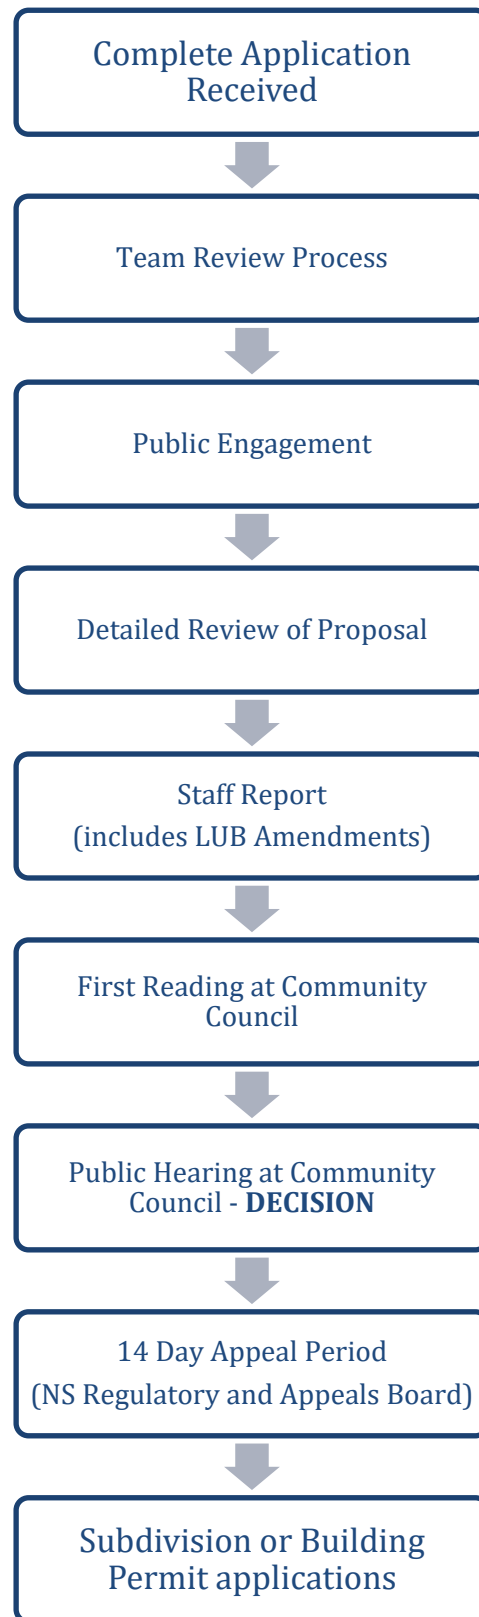 Complete Application
Received
Team Review Process
Public Engagement
Detailed Review of Proposal
Staff Report
(includes LUB Amendments)
First Reading at Community
Council
Public Hearing at Community
Council - DECISION
14 Day Appeal Period
(NS Regulatory and Appeals Board)
Subdivision or Building
Permit applications